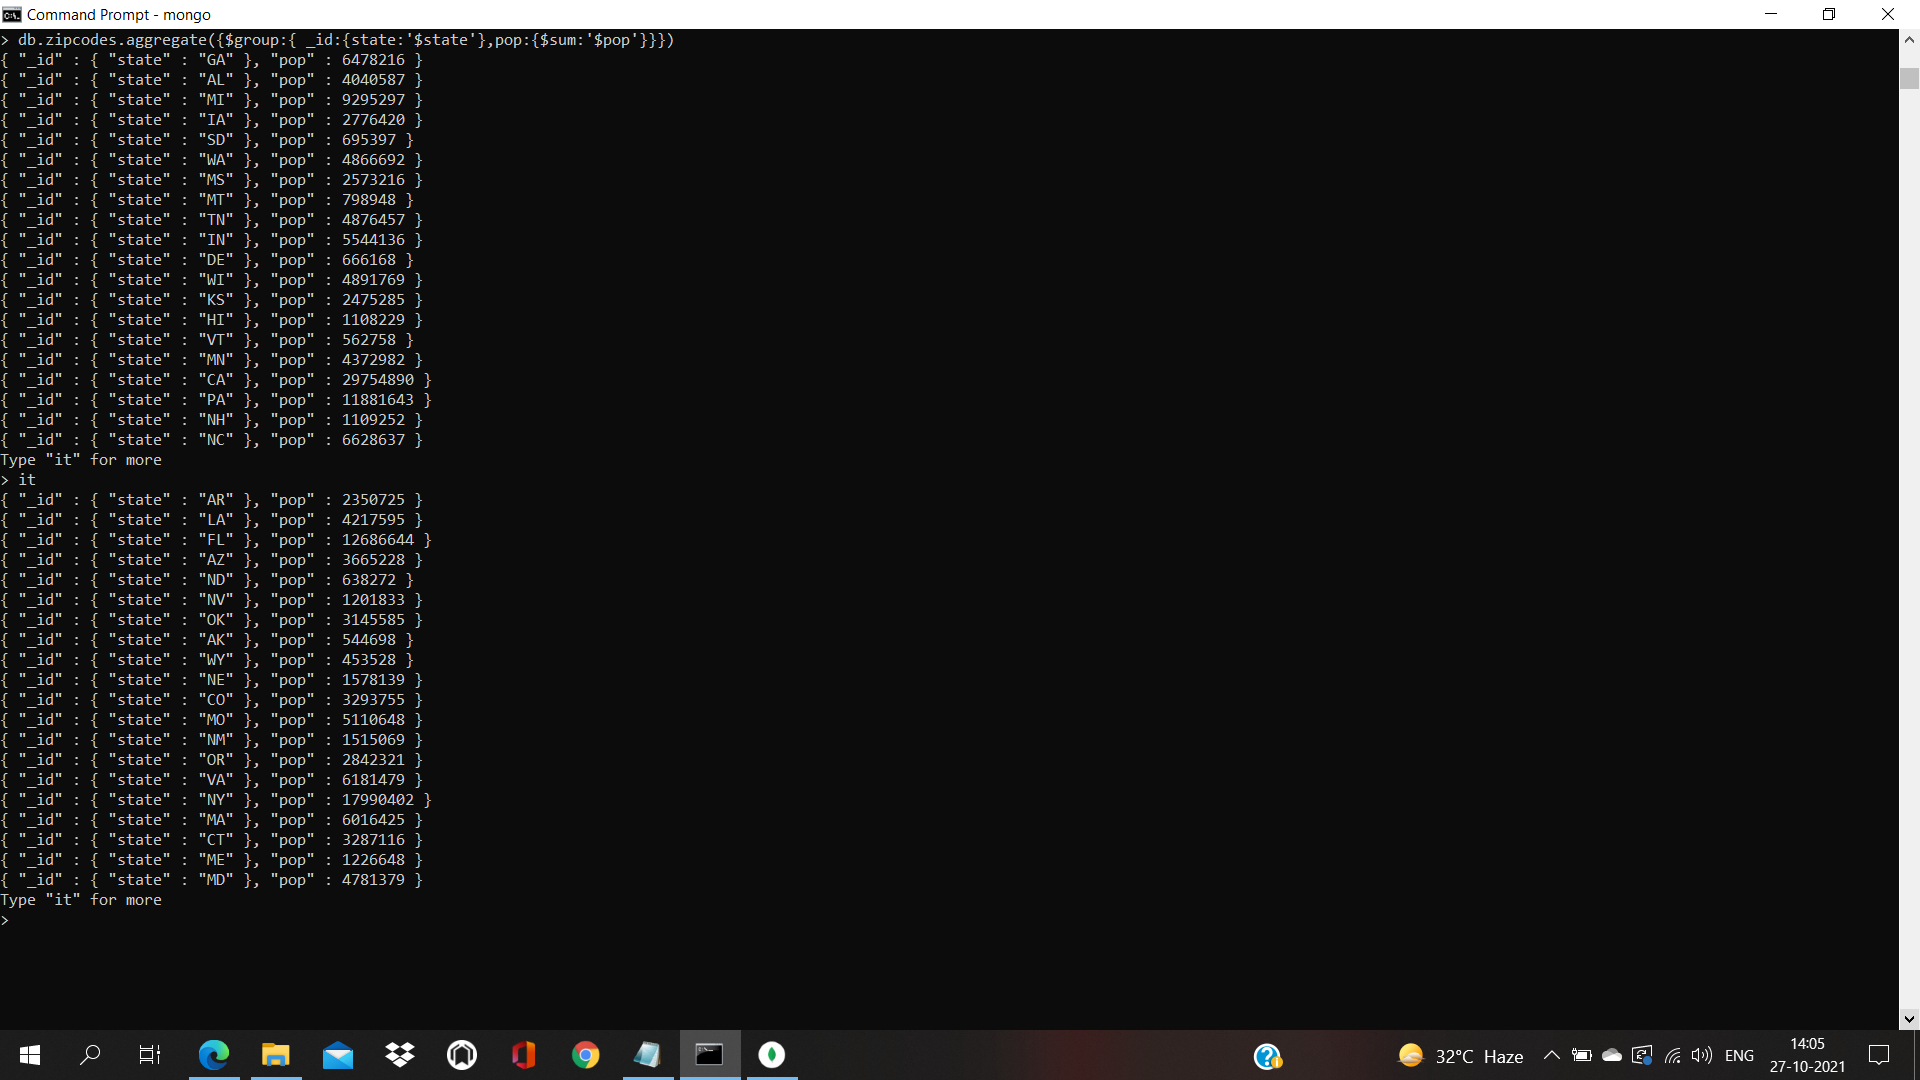 Command Prompt - mongo
> db.zipcodes.aggregate({$group:{ _id:{state:'$state'},pop:{$sum:'$pop'}}})
{ "_id" : { "state" : "GA" }, "pop" : 6478216 }
{ "_id" : { "state" : "AL" }, "pop" : 4040587 }
{ "_id" : { "state" : "MI" }, "pop" : 9295297 }
{ "_id" : { "state" : "IA" }, "pop" : 2776420 }
{ "_id" : { "state" : "SD" }, "pop" : 695397 }
{ "_id" : { "state" : "WA" }, "pop" : 4866692 }
{ "_id" : { "state" : "MS" }, "pop" : 2573216 }
{ "_id" : { "state" : "MT" }, "pop" : 798948 }
{ "_id" : { "state" : "TN" }, "pop" : 4876457 }
{ "_id" : { "state" : "IN" }, "pop" : 5544136 }
{ "_id" : { "state" : "DE" }, "pop" : 666168 }
{ "_id" : { "state" : "WI" }, "pop" : 4891769 }
{ "_id" : { "state" : "KS" }, "pop" : 2475285 }
{ "_id" : { "state" : "HI" }, "pop" : 1108229 }
{ "_id" : { "state" : "VT" }, "pop" : 562758 }
{ "_id" : { "state" : "MN" }, "pop" : 4372982 }
{ "_id" : { "state" : "CA" }, "pop" : 29754890 }
{ "_id" : { "state" : "PA" }, "pop" : 11881643 }
{ "_id" : { "state" : "NH" }, "pop" : 1109252 }
{ "_id" : { "state" : "NC" }, "pop" : 6628637 }
Type "it" for more
> it
{ "_id" : { "state" : "AR" }, "pop" : 2350725 }
{ "_id" : { "state" : "LA" }, "pop" : 4217595 }
{ "_id" : { "state" : "FL" }, "pop" : 12686644 }
{ "_id" : { "state" : "AZ" }, "pop" : 3665228 }
{ "_id" : { "state" : "ND" }, "pop" : 638272 }
{ "_id" : { "state" : "NV" }, "pop" : 1201833 }
{ "_id" : { "state" : "OK" }, "pop" : 3145585 }
{ "_id" : { "state" : "AK" }, "pop" : 544698 }
{ "_id" : { "state" : "WY" }, "pop" : 453528 }
{ "_id" : { "state" : "NE" }, "pop" : 1578139 }
{ "_id" : { "state" : "CO" }, "pop" : 3293755 }
{ "_id" : { "state" : "MO" }, "pop" : 5110648 }
{ "_id" : { "state" : "NM" }, "pop" : 1515069 }
{ "_id" : { "state" : "OR" }, "pop" : 2842321 }
{ "_id" : { "state" : "VA" }, "pop" : 6181479 }
{ "_id" : { "state" : "NY" }, "pop" : 17990402 }
{ "_id" : { "state" : "MA" }, "pop" : 6016425 }
{ "_id" : { "state" : "CT" }, "pop" : 3287116 }
{ "_id" : { "state" : "ME" }, "pop" : 1226648 }
{ "_id" : { "state" : "MD" }, "pop" : 4781379 }
Type "it" for more
>
32°C Haze
ENG
14:05
27-10-2021